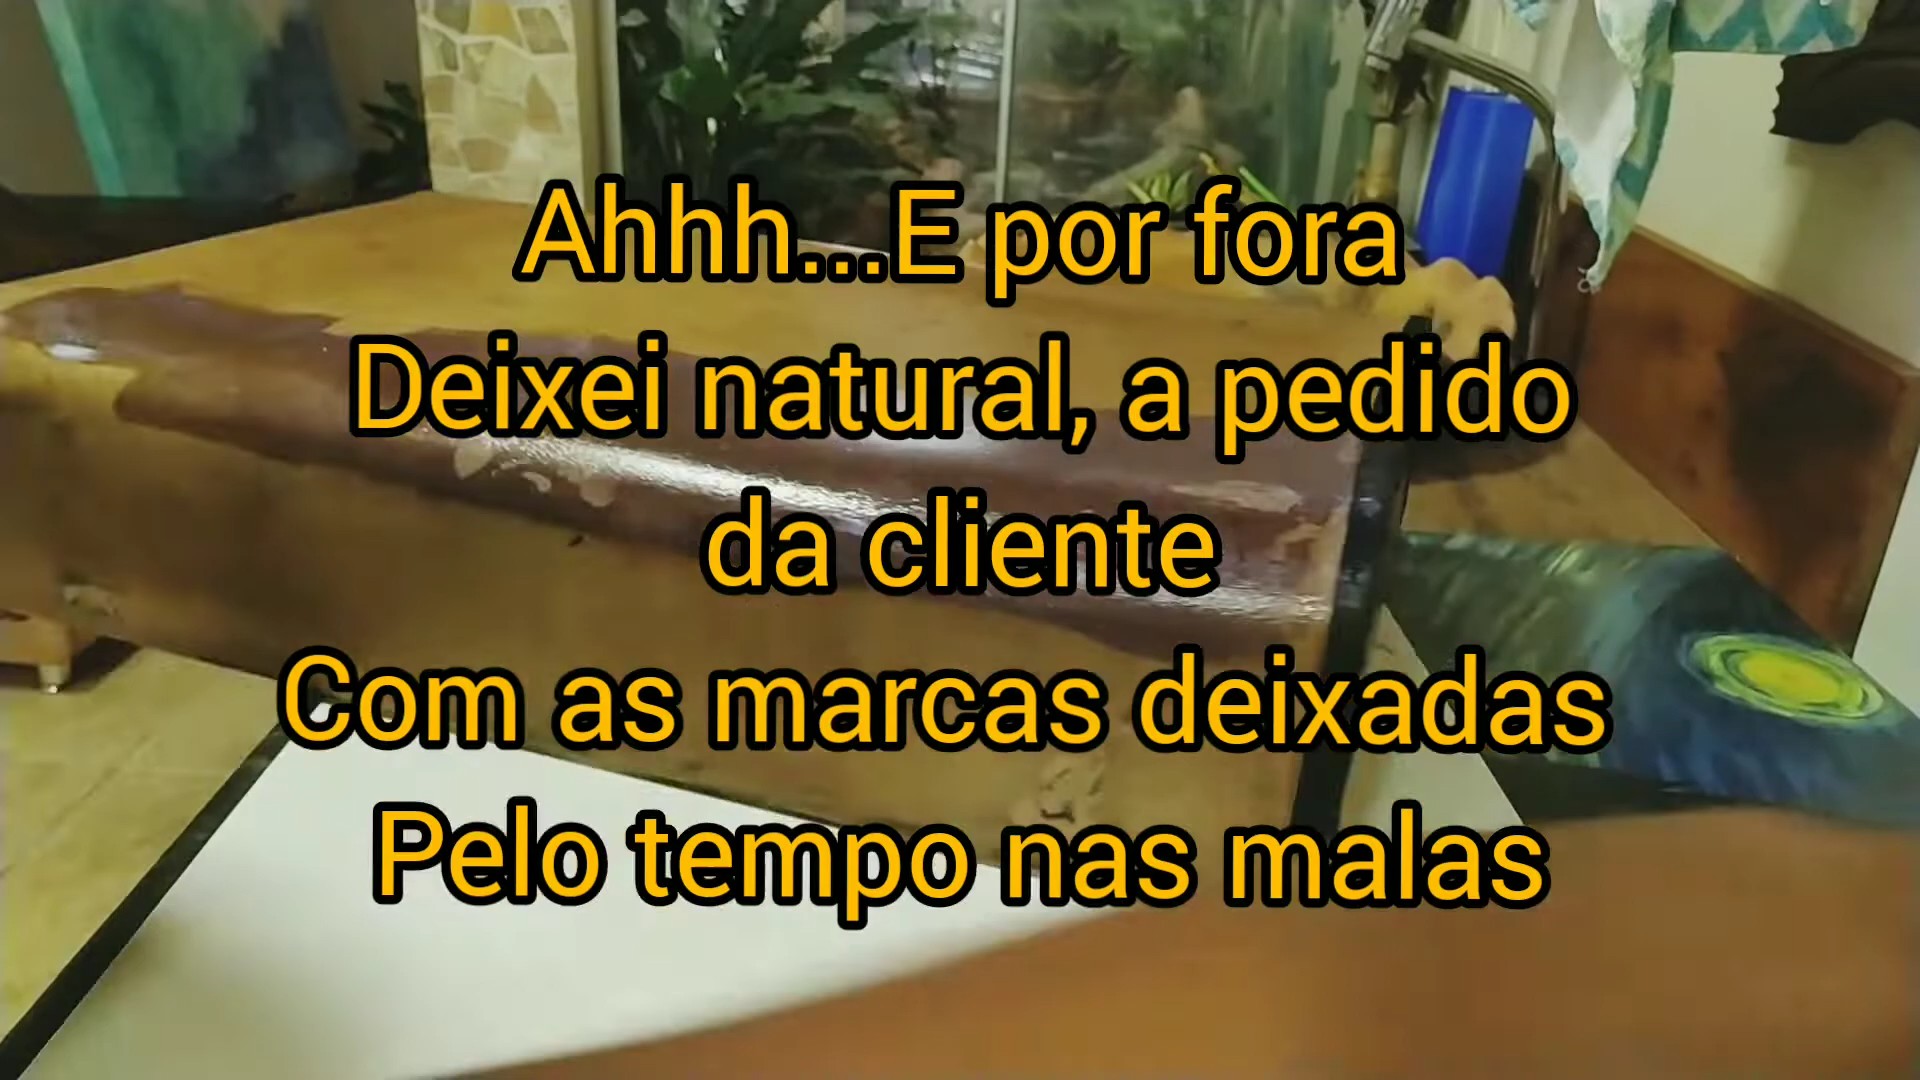 Ahhh...E por fora
Deixei natural, a pedido
da cliente
Com as marcas deixadas
Pelo tempo nas malas